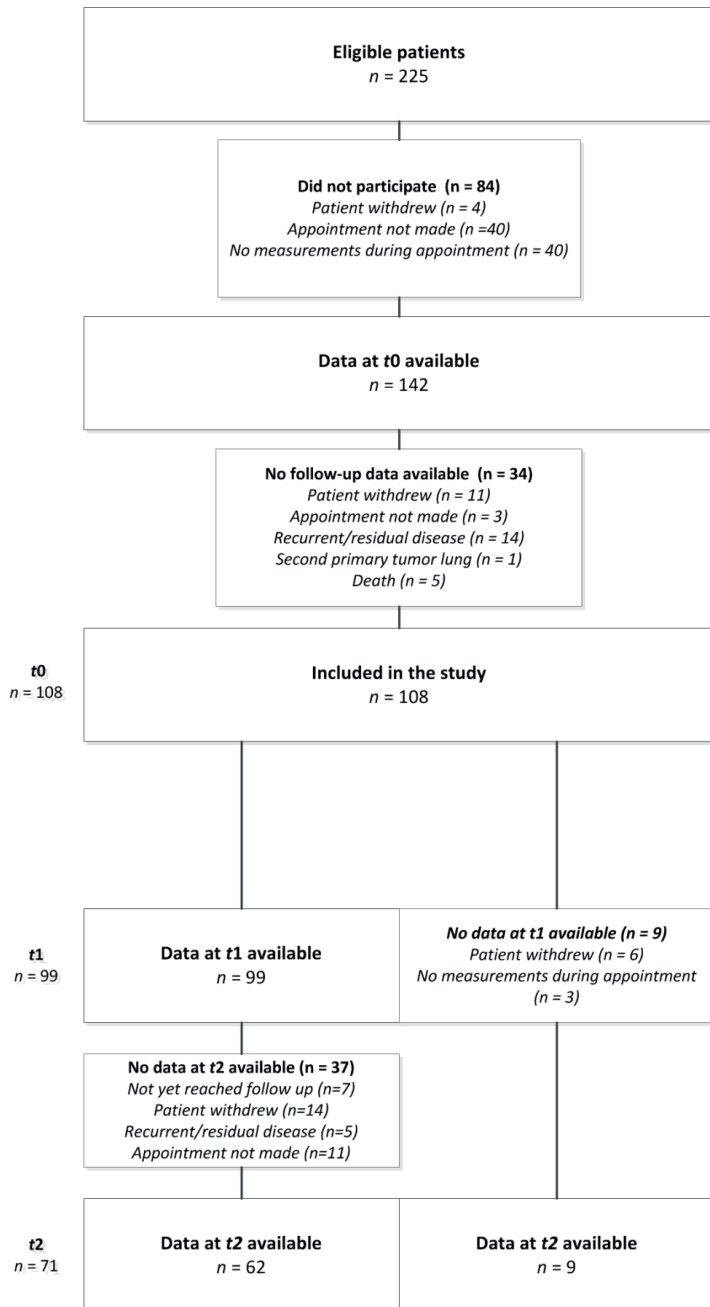 Eligible patients
n = 225
Did not participate (n = 84)
Patient withdrew (n = 4)
Appointment not made (n =40)
No measurements during appointment (n = 40)
Data at t0 available
n = 142
No follow-up data available (n = 34)
Patient withdrew (n = 11)
Appointment not made (n = 3)
Recurrent/residual disease (n = 14)
Second primary tumor lung (n = 1)
Death (n = 5)
t0
n = 108
Included in the study
n = 108
t1
n = 99
Data at t1 available
n = 99
No data at t1 available (n = 9)
Patient withdrew (n = 6)
No measurements during appointment
(n = 3)
No data at t2 available (n = 37)
Not yet reached follow up (n=7)
Patient withdrew (n=14)
Recurrent/residual disease (n=5)
Appointment not made (n=11)
t2
n = 71
Data at t2 available
n = 62
Data at t2 available
n = 9